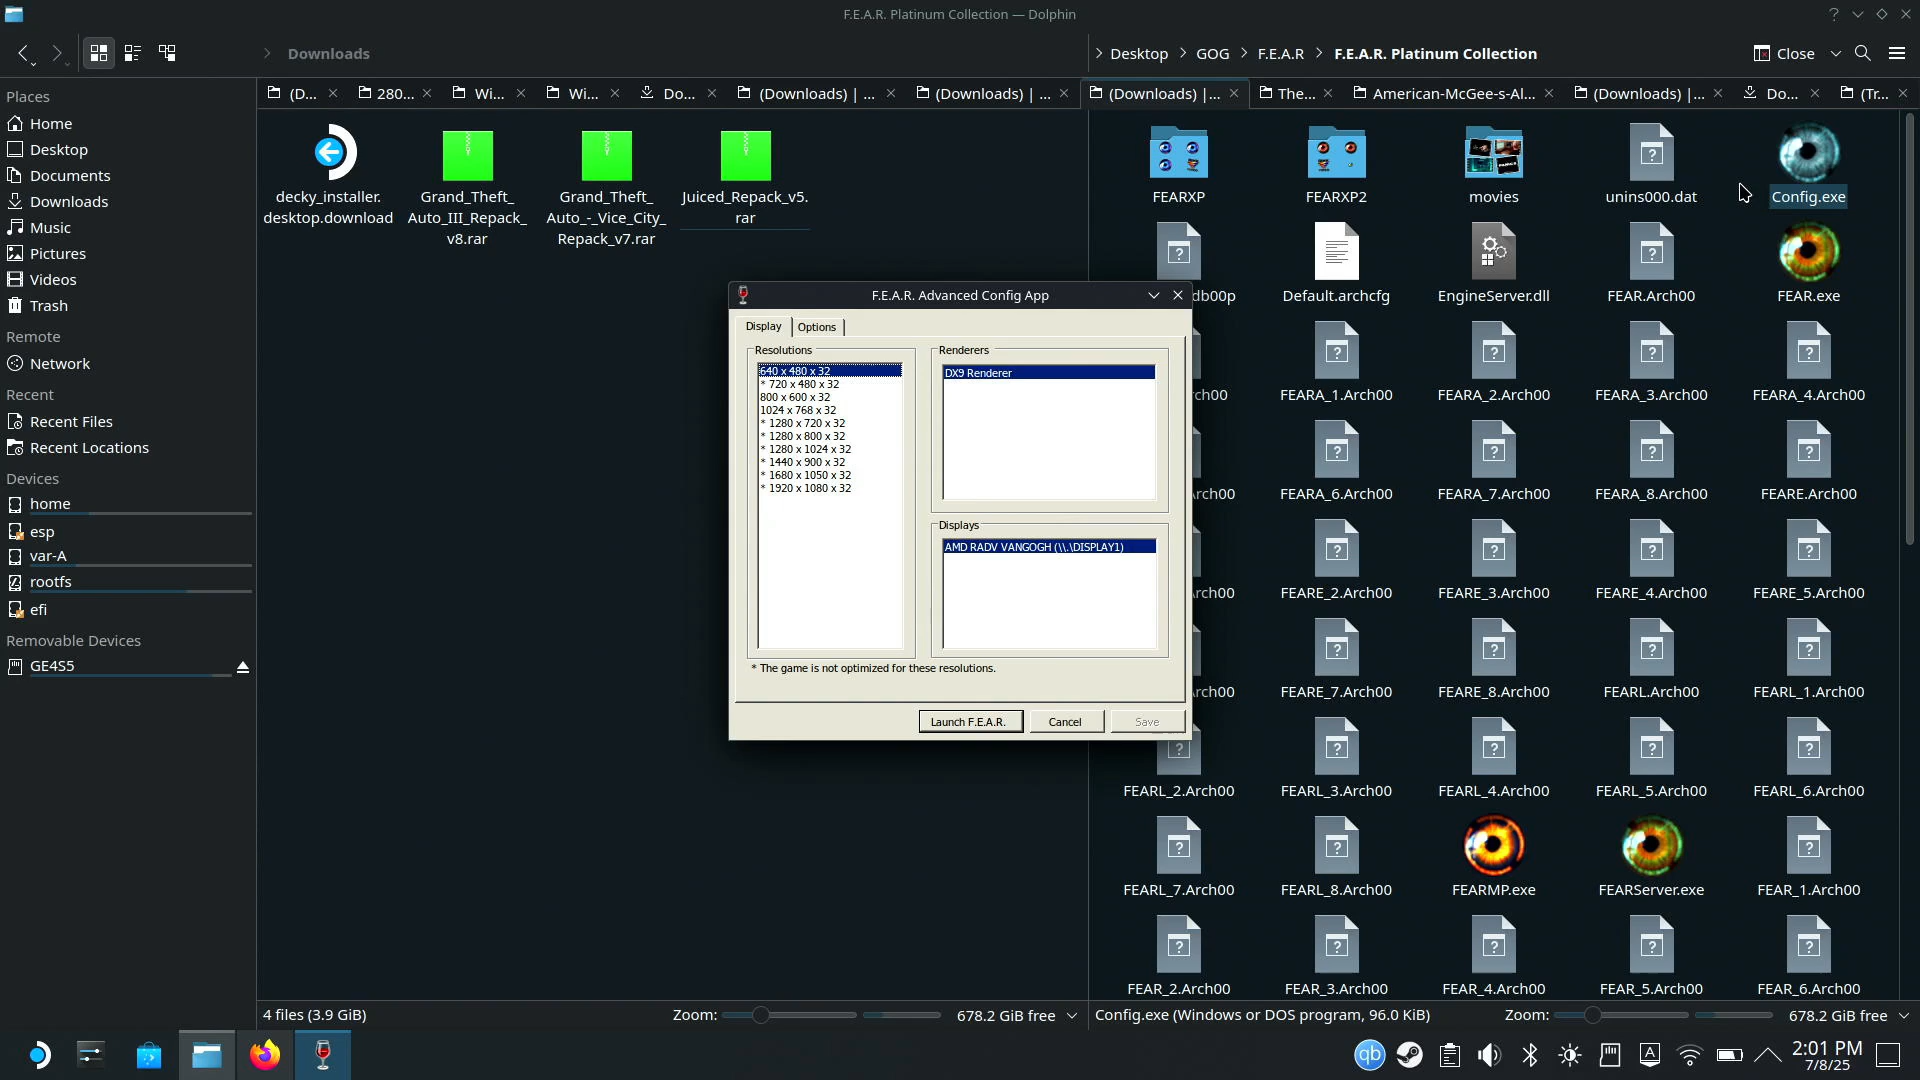 F.E.A.R. Platinum Collection — Dolphin
Downloads
Desktop
GOG
F.E.A.R
F.E.A.R. Platinum Collection
Close
(D...
280...
Wi...
Wi...
Do...
(Downloads) | ...
(Downloads) | ...
(Downloads) |...
The...
American-McGee-s-Al...
(Downloads) |...
Do...
(Tr...
Places
Home
Desktop
Documents
Downloads
Music
Pictures
Videos
Trash
Remote
Network
Recent
Recent Files
Recent Locations
Devices
home
esp
var-A
rootfs
efi
Removable Devices
GE4S5
decky_installer.
desktop.download
Grand_Theft_
Auto_III_Repack_
v8.rar
Grand_Theft_
Auto_-_Vice_City_
Repack_v7.rar
Juiced_Repack_v5.
rar
FEARXP
FEARXP2
movies
unins000.dat
Config.exe
db00p
Default.archcfg
EngineServer.dll
FEAR.Arch00
FEAR.exe
rch00
FEARA_1.Arch00
FEARA_2.Arch00
FEARA_3.Arch00
FEARA_4.Arch00
rch00
FEARA_6.Arch00
FEARA_7.Arch00
FEARA_8.Arch00
FEARE.Arch00
rch00
FEARE_2.Arch00
FEARE_3.Arch00
FEARE_4.Arch00
FEARE_5.Arch00
rch00
FEARE_7.Arch00
FEARE_8.Arch00
FEARL.Arch00
FEARL_1.Arch00
FEARL_2.Arch00
FEARL_3.Arch00
FEARL_4.Arch00
FEARL_5.Arch00
FEARL_6.Arch00
FEARL_7.Arch00
FEARL_8.Arch00
FEARMP.exe
FEARServer.exe
FEAR_1.Arch00
FEAR_2.Arch00
FEAR_3.Arch00
FEAR_4.Arch00
FEAR_5.Arch00
FEAR_6.Arch00
F.E.A.R. Advanced Config App
Display
Options
Resolutions
640 x 480 x 32
* 720 x 480 x 32
800 x 600 x 32
1024 x 768 x 32
* 1280 x 720 x 32
* 1280 x 800 x 32
* 1280 x 1024 x 32
* 1440 x 900 x 32
* 1680 x 1050 x 32
* 1920 x 1080 x 32
Renderers
DX9 Renderer
Displays
AMD RADV VANGOGH (\\.\DISPLAY1)
* The game is not optimized for these resolutions.
Launch F.E.A.R.
Cancel
Save
4 files (3.9 GiB)
Zoom:
678.2 GiB free
Config.exe (Windows or DOS program, 96.0 KiB)
Zoom:
678.2 GiB free
qb
A
2:01 PM
7/8/25